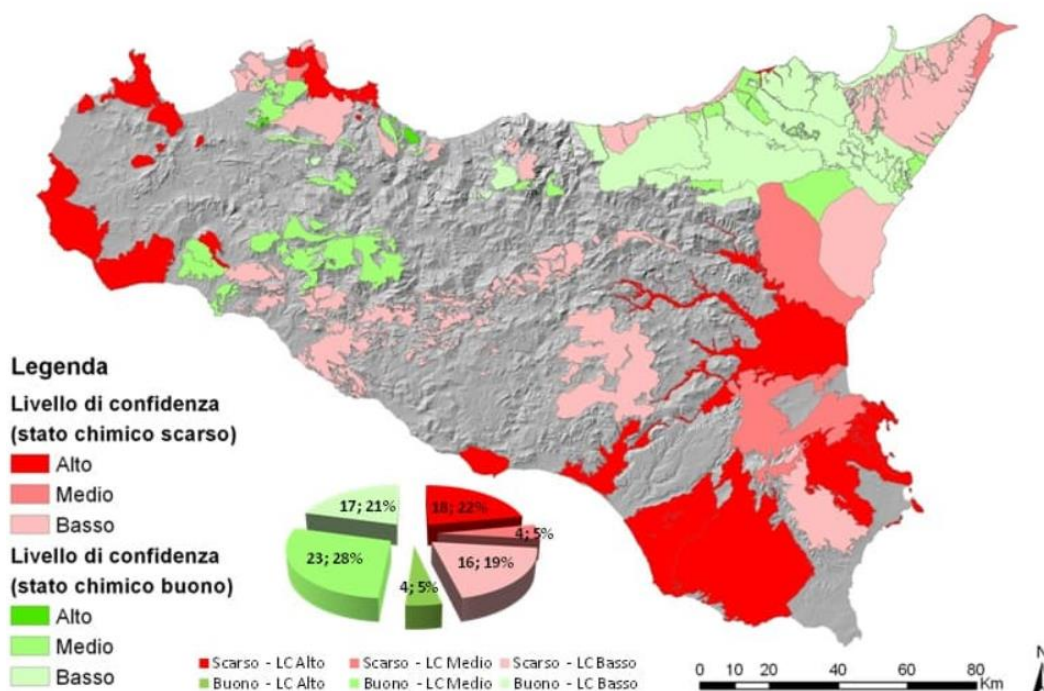 Legenda
Livello di confidenza
(stato chimico scarso)
Alto
Medio
Basso
Livello di confidenza
(stato chimico buono)
Alto
Medio
Basso
17; 21%
18; 22%
4; 5%
23; 28%
16; 19%
4; 5%
Scarso - LC Alto
Scarso - LC Medio
Scarso - LC Basso
Buono - LC Alto
Buono - LC Medio
Buono - LC Basso
N
0 10 20 40 60 80
Km